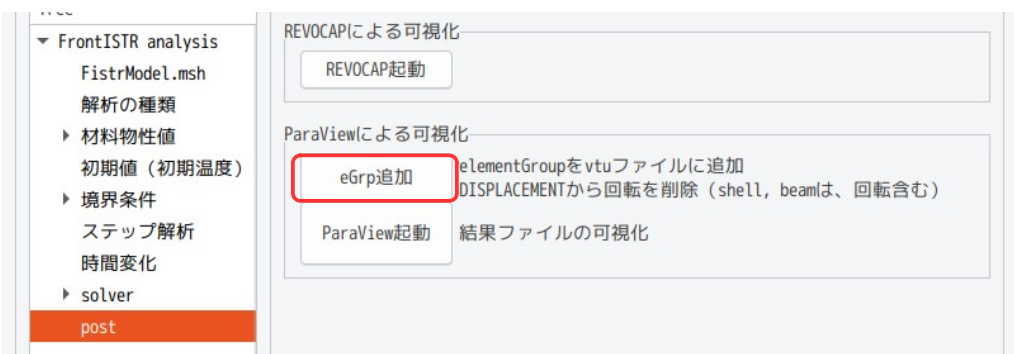 FrontISTR analysis
FistrModel.msh
解析の種類
材料物性値
初期値（初期温度）
境界条件
ステップ解析
時間変化
solver
post
REVOCAPによる可視化
REVOCAP起動
ParaViewによる可視化
eGrp追加
elementGroupをvtuファイルに追加
DISPLACEMENTから回転を削除（shell, beamは、回転含む）
ParaView起動
結果ファイルの可視化